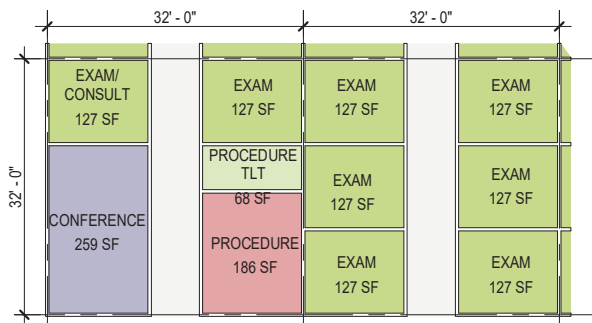 32' - 0"
32' - 0"
32' - 0"
EXAM/
CONSULT
127 SF
EXAM
127 SF
EXAM
127 SF
EXAM
127 SF
PROCEDURE
TLT
68 SF
EXAM
127 SF
EXAM
127 SF
CONFERENCE
259 SF
PROCEDURE
186 SF
EXAM
127 SF
EXAM
127 SF